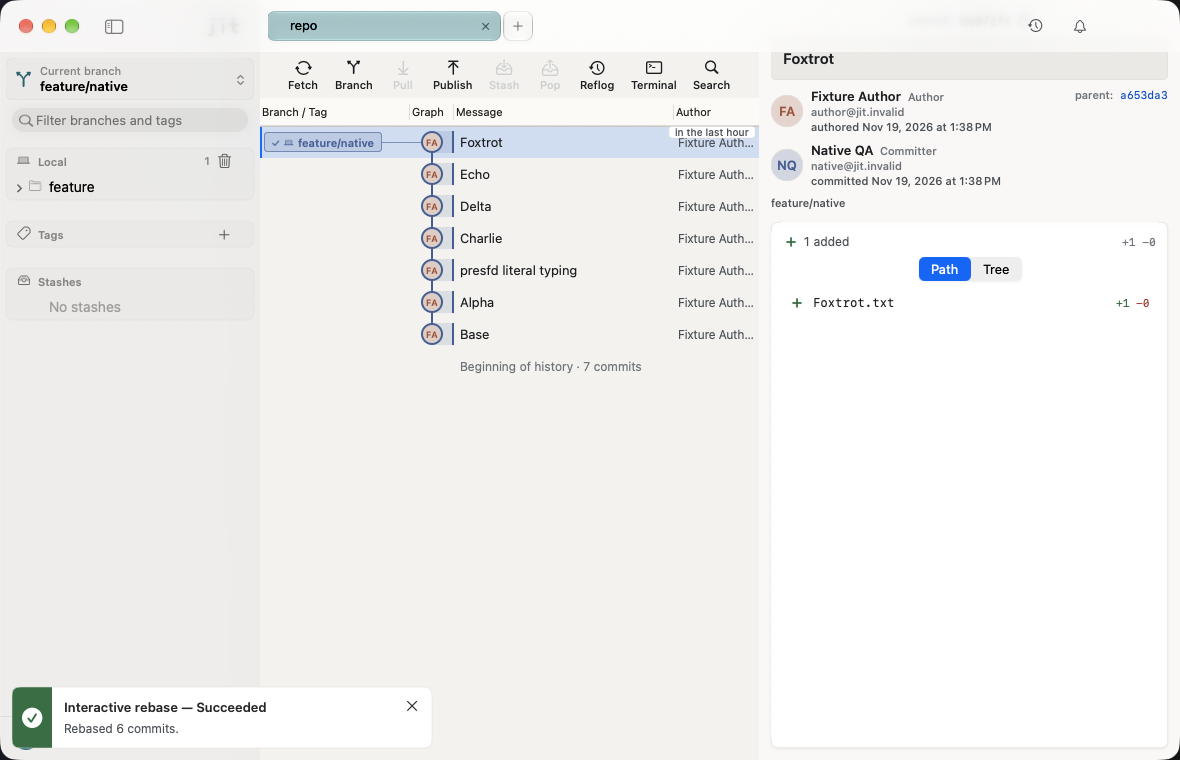 jit
repo
Current branch
feature/native
Filter branches and tags
Local 1
feature
Tags
Stashes
No stashes
Fetch Branch Pull Publish Stash Pop Reflog Terminal Search
Branch / Tag Graph Message Author
in the last hour
feature/native FA Foxtrot Fixture Auth…
FA Echo Fixture Auth…
FA Delta Fixture Auth…
FA Charlie Fixture Auth…
FA presfd literal typing Fixture Auth…
FA Alpha Fixture Auth…
FA Base Fixture Auth…
Beginning of history · 7 commits
Foxtrot
FA Fixture Author Author parent: a653da3
author@jit.invalid
authored Nov 19, 2026 at 1:38 PM
NQ Native QA Committer
native@jit.invalid
committed Nov 19, 2026 at 1:38 PM
feature/native
+ 1 added +1 −0
Path Tree
+ Foxtrot.txt +1 −0
Interactive rebase — Succeeded
Rebased 6 commits.